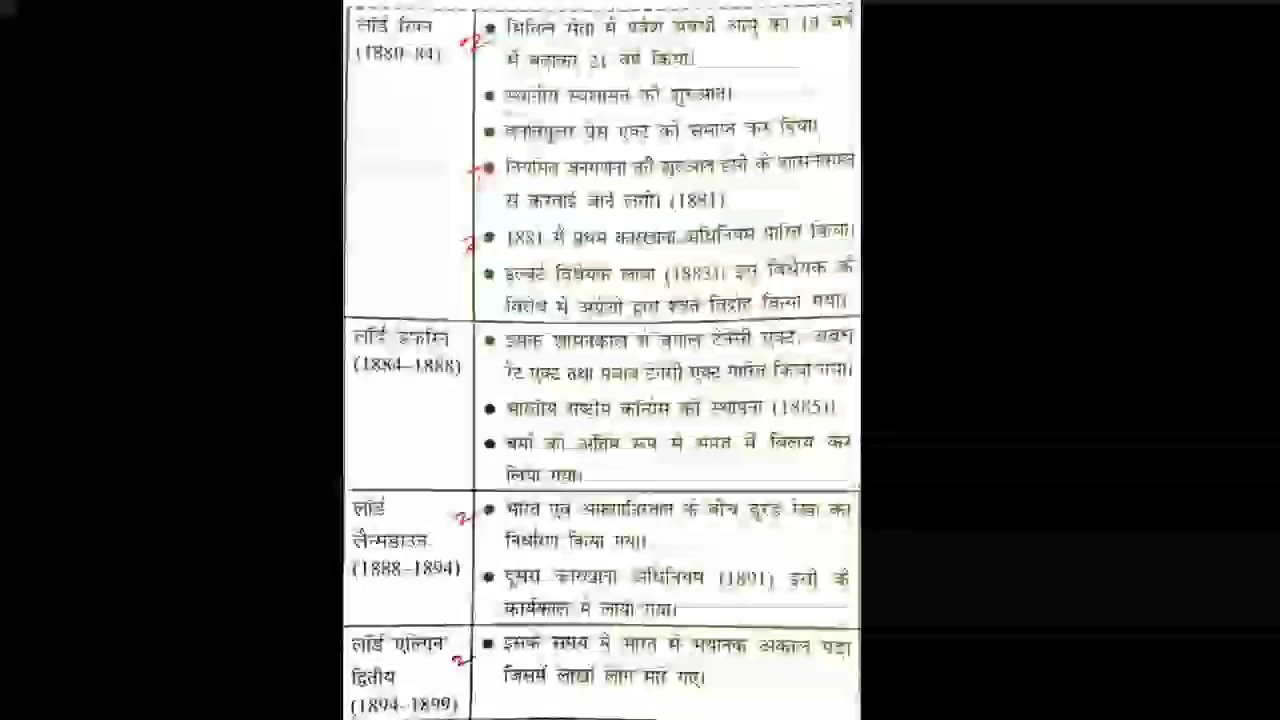 लॉर्ड रिपन
(1880-84)
● सिविल सेवा में प्रवेश संबंधी आयु को 19 वर्ष
से बढ़ाकर 21 वर्ष किया।
● स्थानीय स्वशासन की शुरुआत।
● वर्नाक्यूलर प्रेस एक्ट को समाप्त कर दिया।
● नियमित जनगणना की शुरुआत इसी के शासनकाल
से करवाई जाने लगी। (1881)
● 1881 में प्रथम कारखाना अधिनियम पारित किया।
● इल्बर्ट विधेयक लाया (1883)। इस विधेयक के
विरोध में अंग्रेजों द्वारा श्वेत विद्रोह किया गया।
लॉर्ड डफरिन
(1884–1888)
● इसके शासनकाल में बंगाल टेनेंसी एक्ट, अवध
रेंट एक्ट तथा पंजाब टेनेंसी एक्ट पारित किया गया।
● भारतीय राष्ट्रीय कॉन्ग्रेस की स्थापना (1885)।
● बर्मा को अंतिम रूप से भारत में विलय कर
लिया गया।
लॉर्ड
लैन्सडाउन
(1888–1894)
● भारत एवं अफगानिस्तान के बीच डूरंड रेखा का
निर्धारण किया गया।
● दूसरा कारखाना अधिनियम (1891) इसी के
कार्यकाल में लाया गया।
लॉर्ड एल्गिन
द्वितीय
(1894–1899)
■ इसके समय में भारत में भयानक अकाल पड़ा
जिसमें लाखों लोग मारे गए।